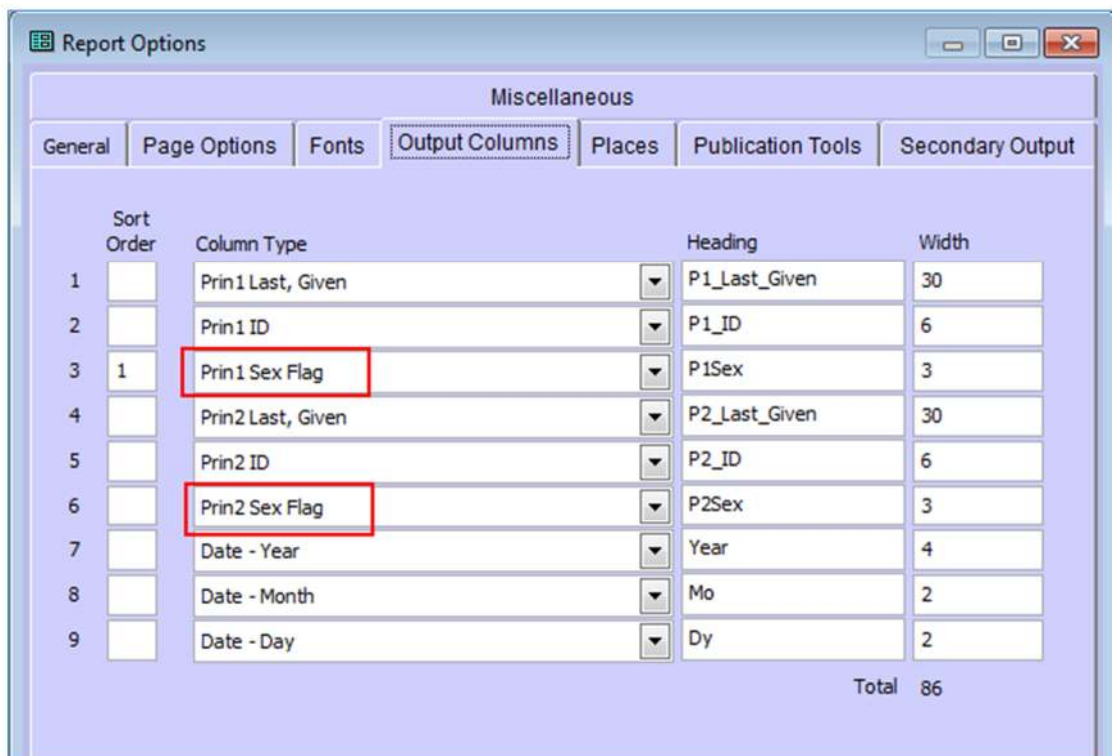 Report Options
Miscellaneous
General Page Options Fonts Output Columns Places Publication Tools Secondary Output
Sort
Order Column Type Heading Width
1 Prin1 Last, Given P1_Last_Given 30
2 Prin1 ID P1_ID 6
3 1 Prin1 Sex Flag P1Sex 3
4 Prin2 Last, Given P2_Last_Given 30
5 Prin2 ID P2_ID 6
6 Prin2 Sex Flag P2Sex 3
7 Date - Year Year 4
8 Date - Month Mo 2
9 Date - Day Dy 2
Total 86